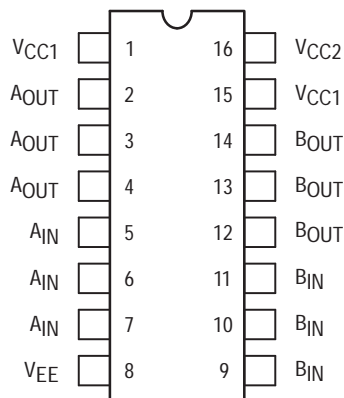 VCC1 1 16 VCC2
AOUT 2 15 VCC1
AOUT 3 14 BOUT
AOUT 4 13 BOUT
AIN 5 12 BOUT
AIN 6 11 BIN
AIN 7 10 BIN
VEE 8 9 BIN